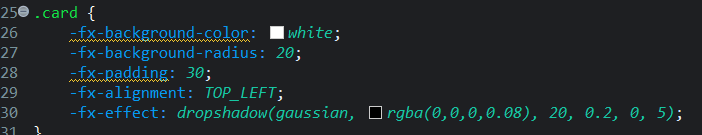 25 .card {
26 -fx-background-color: white;
27 -fx-background-radius: 20;
28 -fx-padding: 30;
29 -fx-alignment: TOP_LEFT;
30 -fx-effect: dropshadow(gaussian, rgba(0,0,0,0.08), 20, 0.2, 0, 5);
31 }